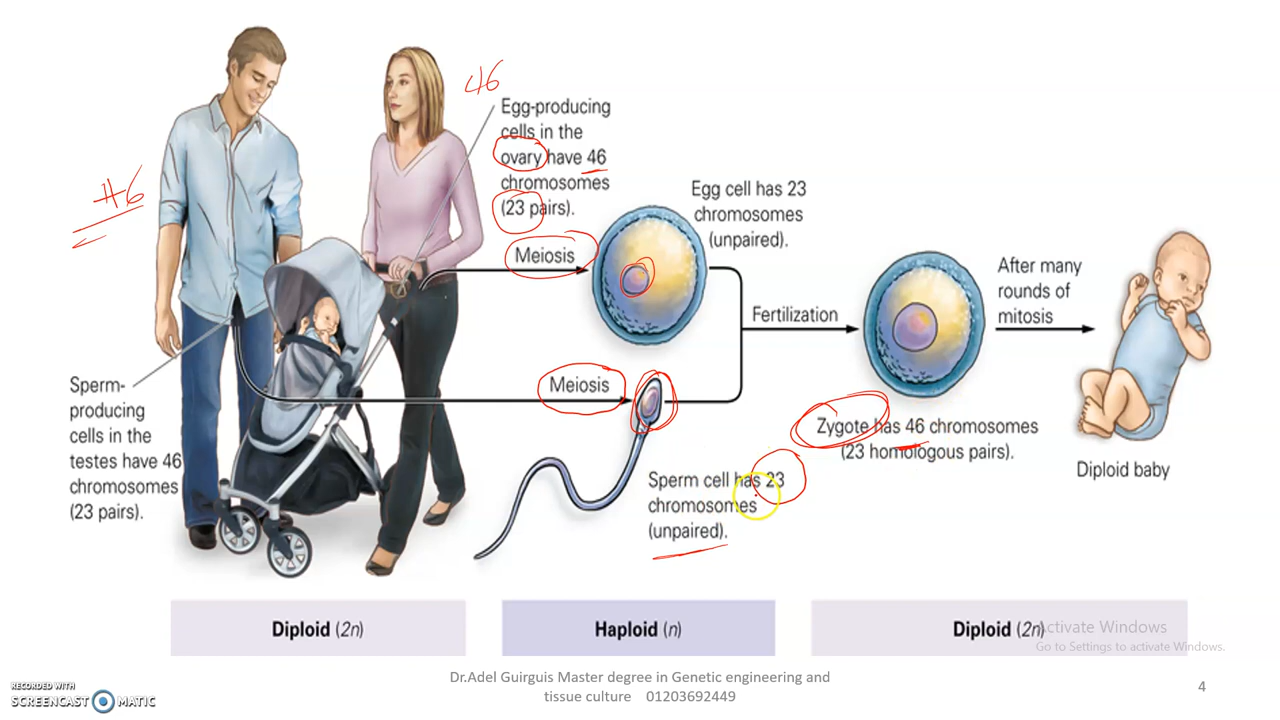 46
Egg-producing
cells in the
ovary have 46
chromosomes
(23 pairs).
46
Meiosis
Egg cell has 23
chromosomes
(unpaired).
Fertilization
After many
rounds of
mitosis
Meiosis
Sperm-
producing
cells in the
testes have 46
chromosomes
(23 pairs).
Sperm cell has 23
chromosomes
(unpaired).
Zygote has 46 chromosomes
(23 homologous pairs).
Diploid baby
Diploid (2n)
Haploid (n)
Diploid (2n)
Activate Windows
Go to Settings to activate Windows.
Dr.Adel Guirguis Master degree in Genetic engineering and
tissue culture 01203692449
4
RECORDED WITH
SCREENCAST MATIC